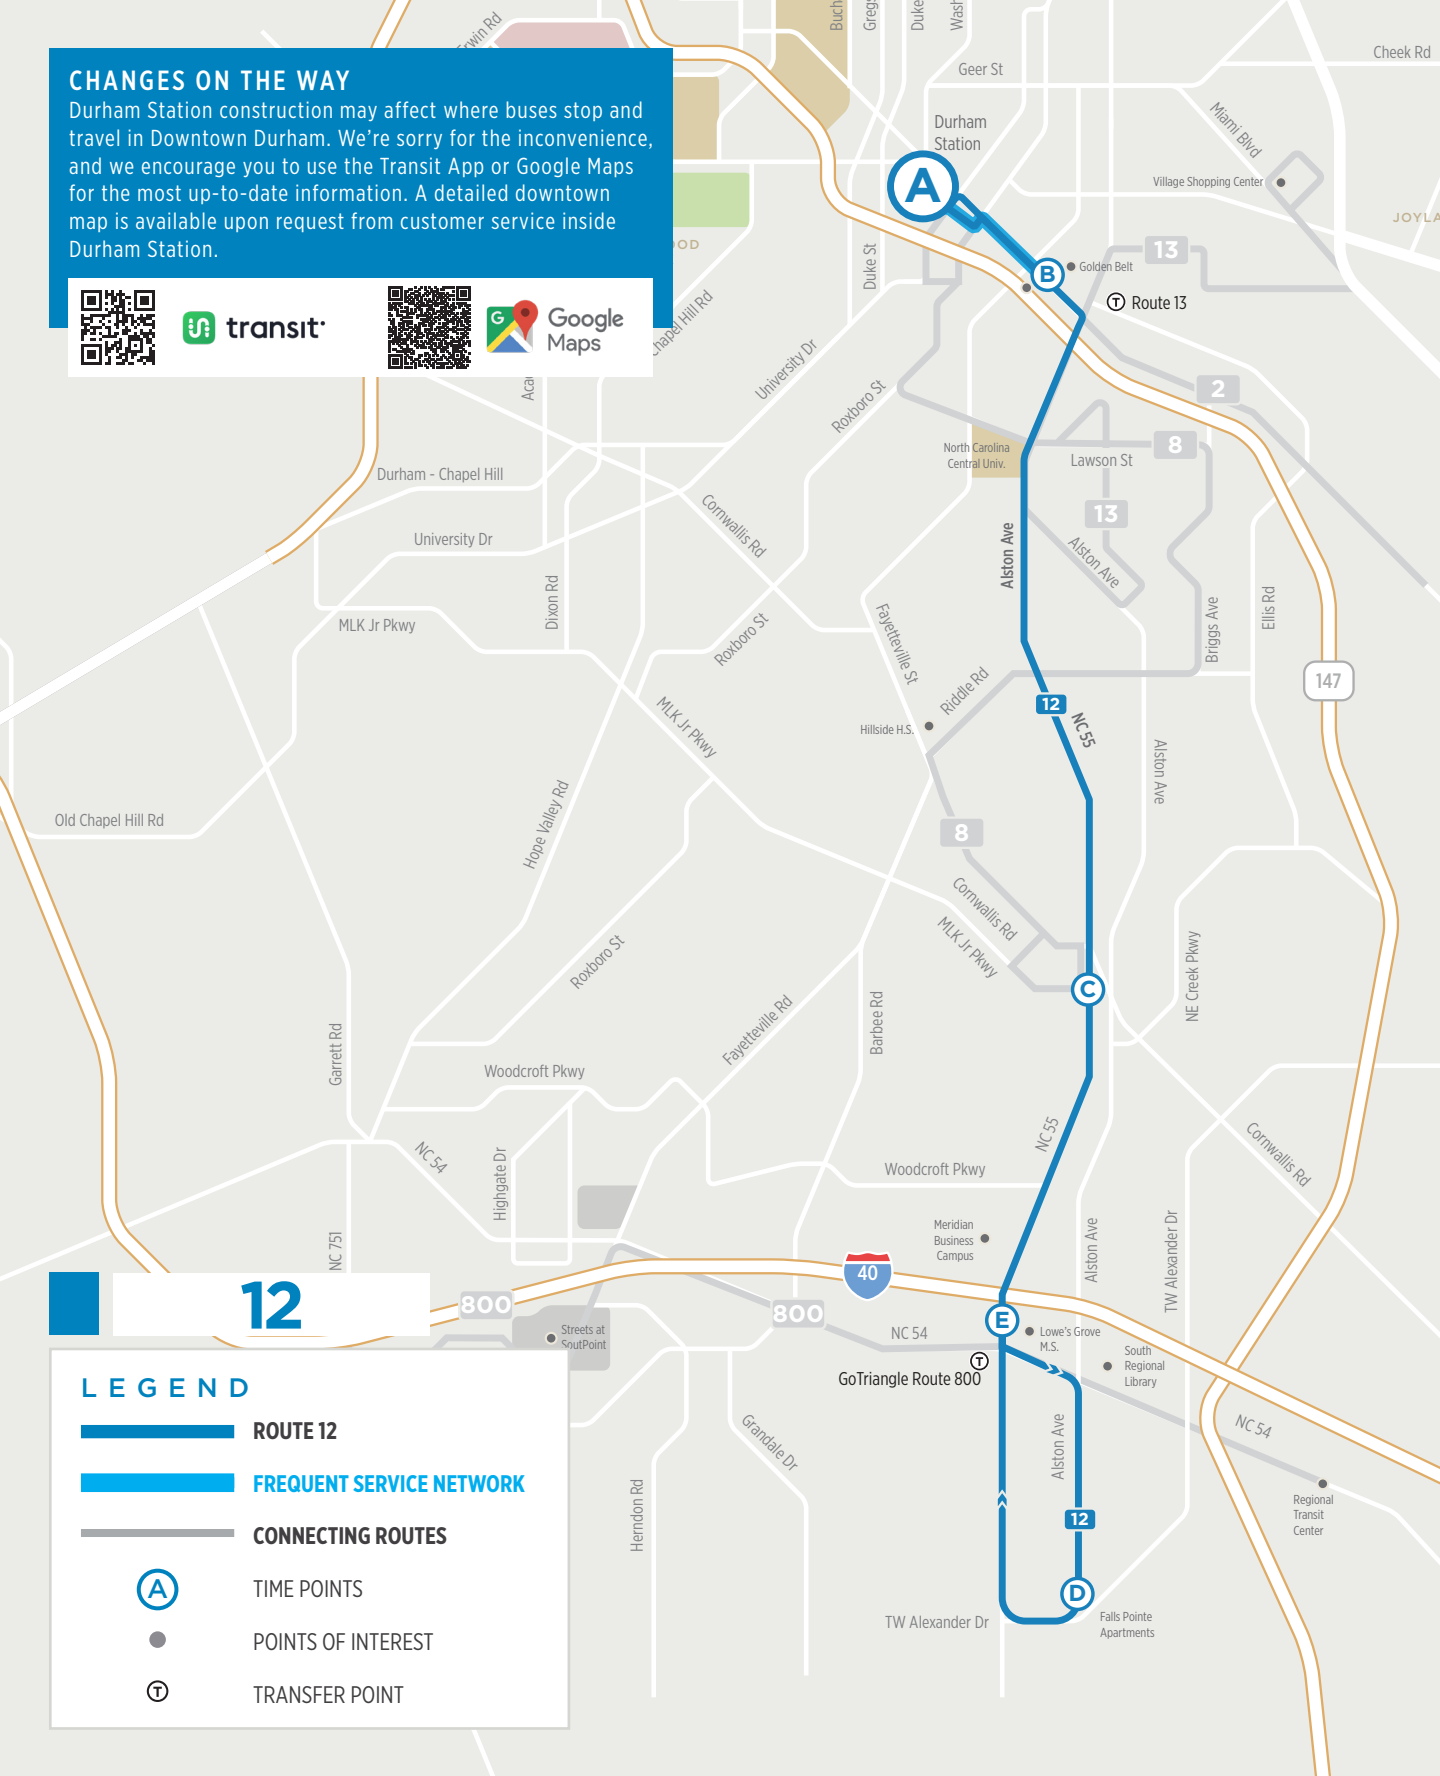 Erwin Rd
Buch
Gregs
Duke
Wash
Cheek Rd
Geer St
CHANGES ON THE WAY
Durham Station construction may affect where buses stop and
travel in Downtown Durham. We’re sorry for the inconvenience,
and we encourage you to use the Transit App or Google Maps
for the most up-to-date information. A detailed downtown
map is available upon request from customer service inside
Durham Station.
transit
G
Google
Maps
Miami Blvd
Durham
Station
A
Village Shopping Center
JOYLA
OOD
Duke St
13
B
Golden Belt
T Route 13
Chapel Hill Rd
University Dr
Aca
Roxboro St
2
8
North Carolina
Central Univ.
Lawson St
Durham - Chapel Hill
Cornwallis Rd
13
University Dr
Alston Ave
Alston Ave
Dixon Rd
MLK Jr Pkwy
Roxboro St
Fayetteville St
Briggs Ave
Ellis Rd
147
Riddle Rd
12
NC 55
MLK Jr Pkwy
Hillside H.S.
Alston Ave
Old Chapel Hill Rd
Hope Valley Rd
8
Cornwallis Rd
MLK Jr Pkwy
Roxboro St
NE Creek Pkwy
C
Garrett Rd
Fayetteville Rd
Barbee Rd
Woodcroft Pkwy
NC 55
NC 54
Highgate Dr
Woodcroft Pkwy
Cornwallis Rd
NC 751
Meridian
Business
Campus
Alston Ave
TW Alexander Dr
40
12
800
800
E
Streets at
SoutPoint
NC 54
Lowe's Grove
M.S.
South
Regional
Library
T
GoTriangle Route 800
NC 54
Grandale Dr
Alston Ave
Herndon Rd
Regional
Transit
Center
12
D
TW Alexander Dr
Falls Pointe
Apartments
LEGEND
ROUTE 12
FREQUENT SERVICE NETWORK
CONNECTING ROUTES
A TIME POINTS
POINTS OF INTEREST
T TRANSFER POINT